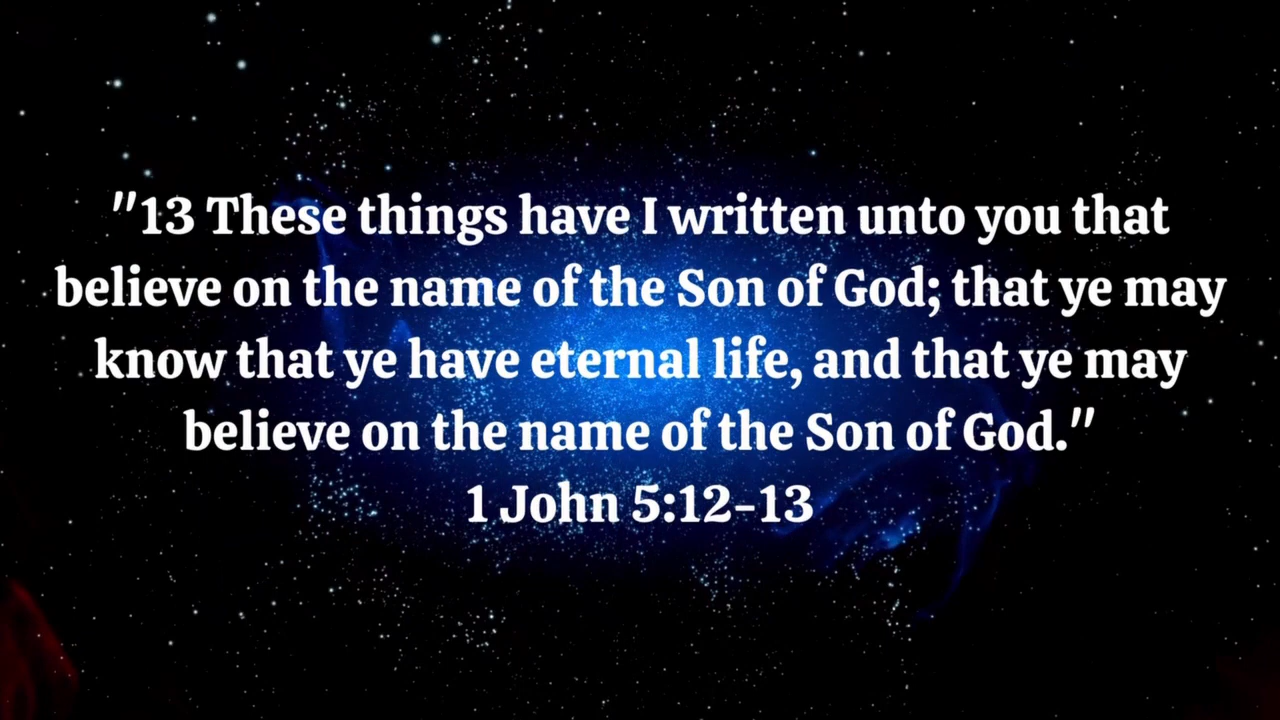 "13 These things have I written unto you that
believe on the name of the Son of God; that ye may
know that ye have eternal life, and that ye may
believe on the name of the Son of God."
1 John 5:12-13